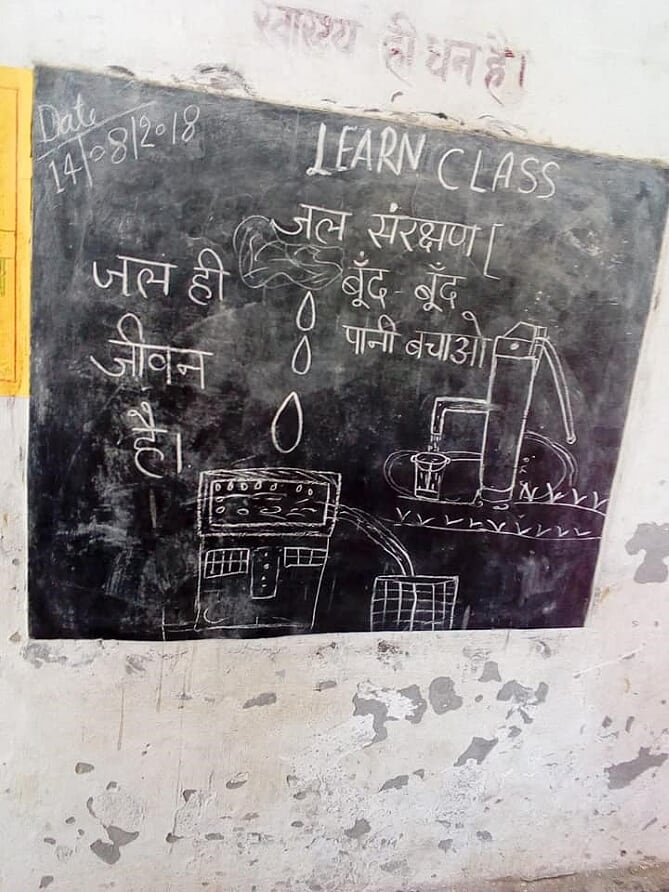 स्वास्थ्य ही धन है।
Date
14/08/2018
LEARN CLASS
जल संरक्षण
बूँद - बूँद
पानी बचाओ
जल ही
जीवन
है।